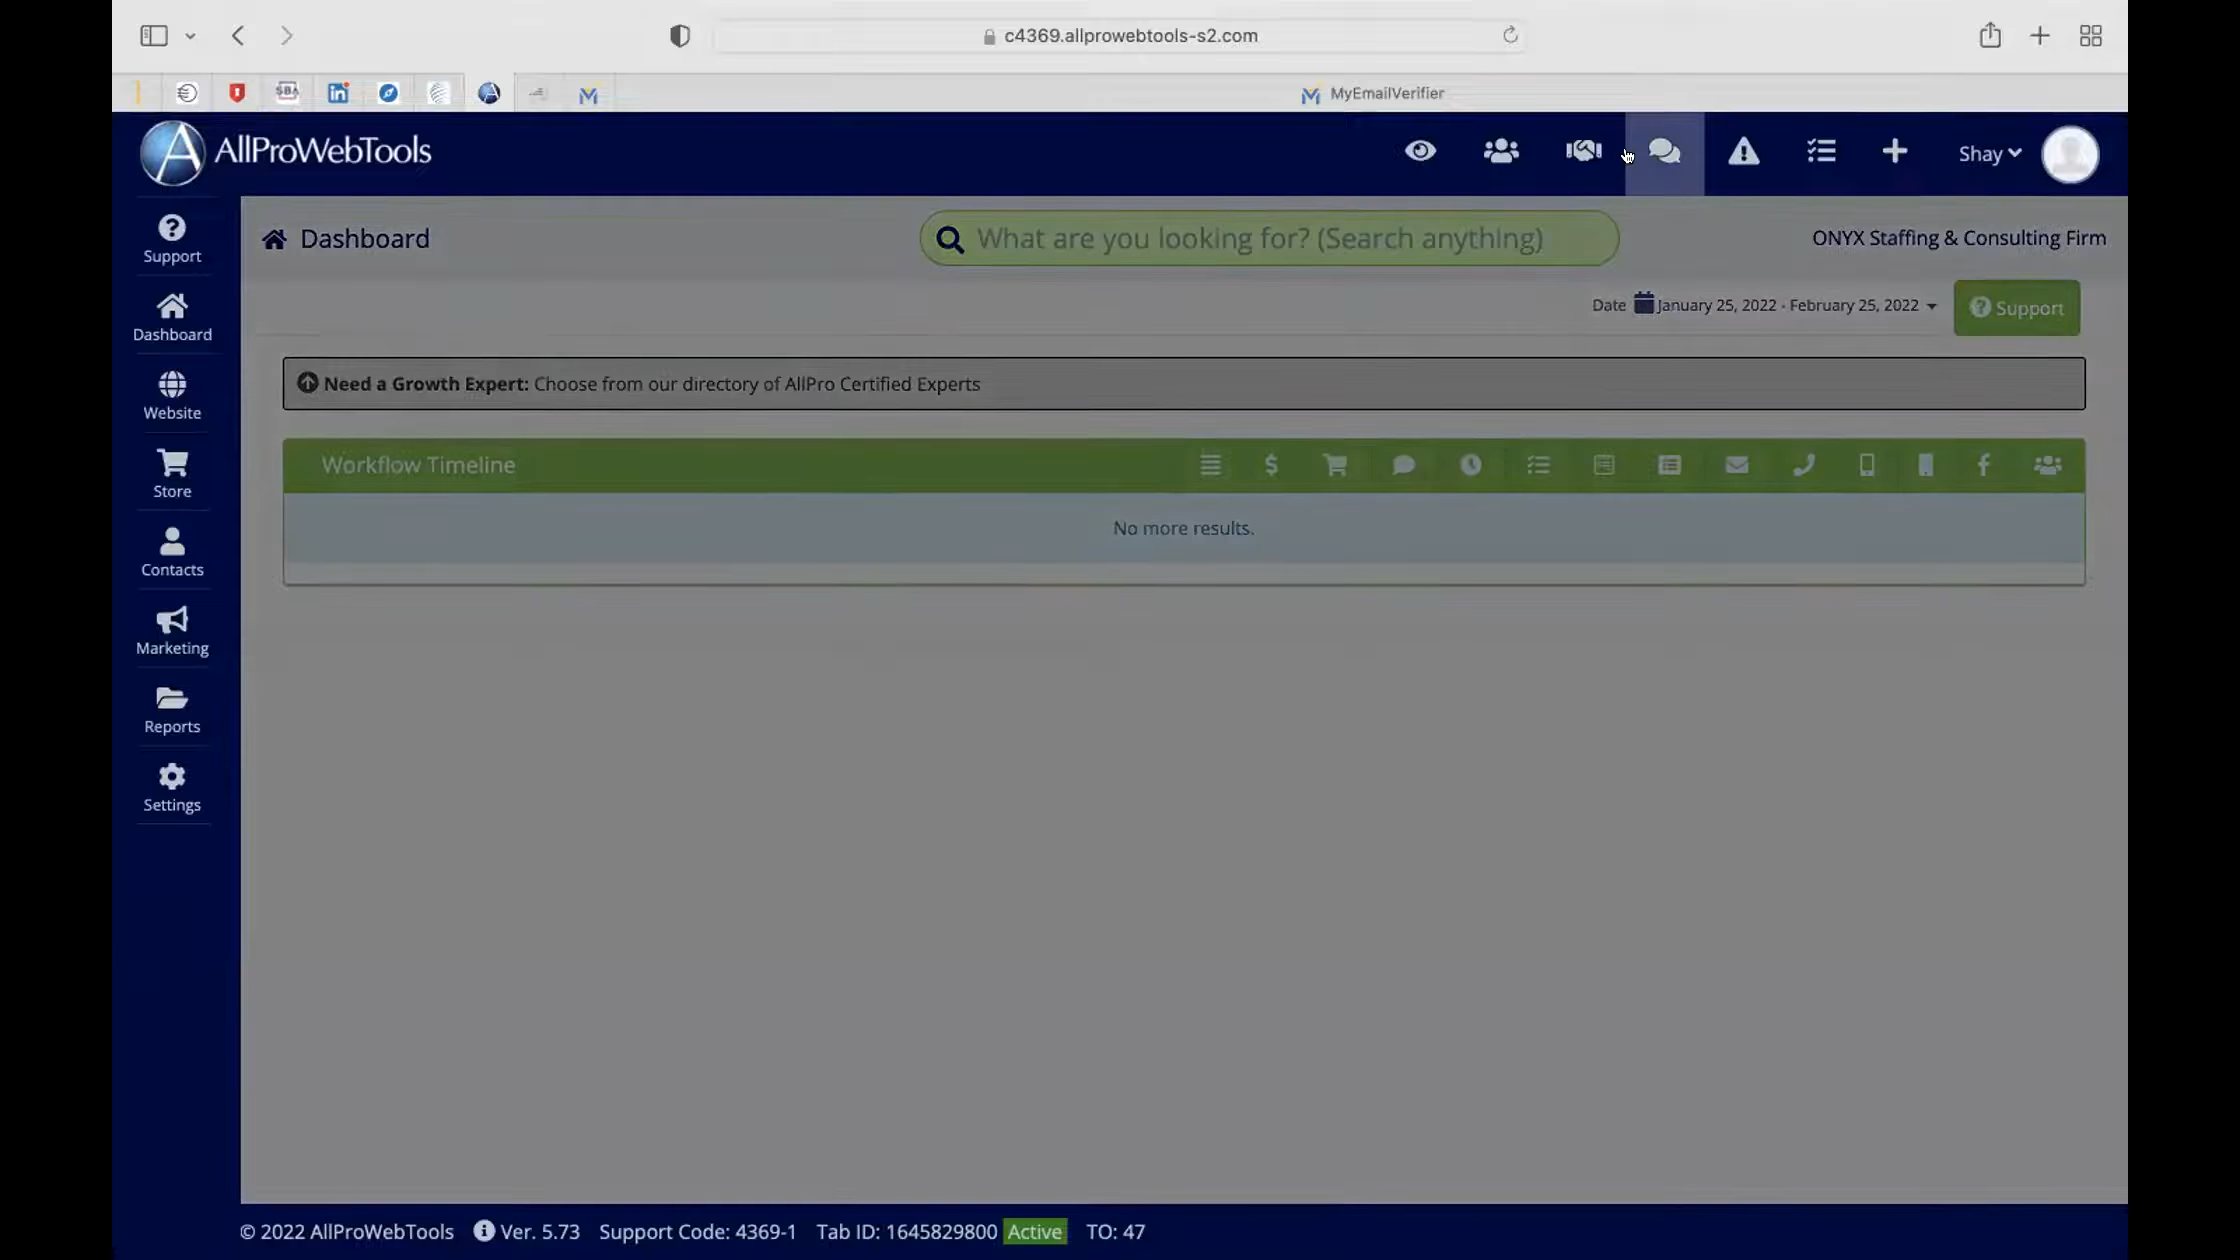 c4369.allprowebtools-s2.com
SBA
in
MyEmailVerifier
AllProWebTools
Shay
Support
Dashboard
Website
Store
Contacts
Marketing
Reports
Settings
Dashboard
What are you looking for? (Search anything)
ONYX Staffing & Consulting Firm
Date January 25, 2022 - February 25, 2022
Support
Need a Growth Expert: Choose from our directory of AllPro Certified Experts
Workflow Timeline
No more results.
© 2022 AllProWebTools Ver. 5.73 Support Code: 4369-1 Tab ID: 1645829800 Active TO: 47